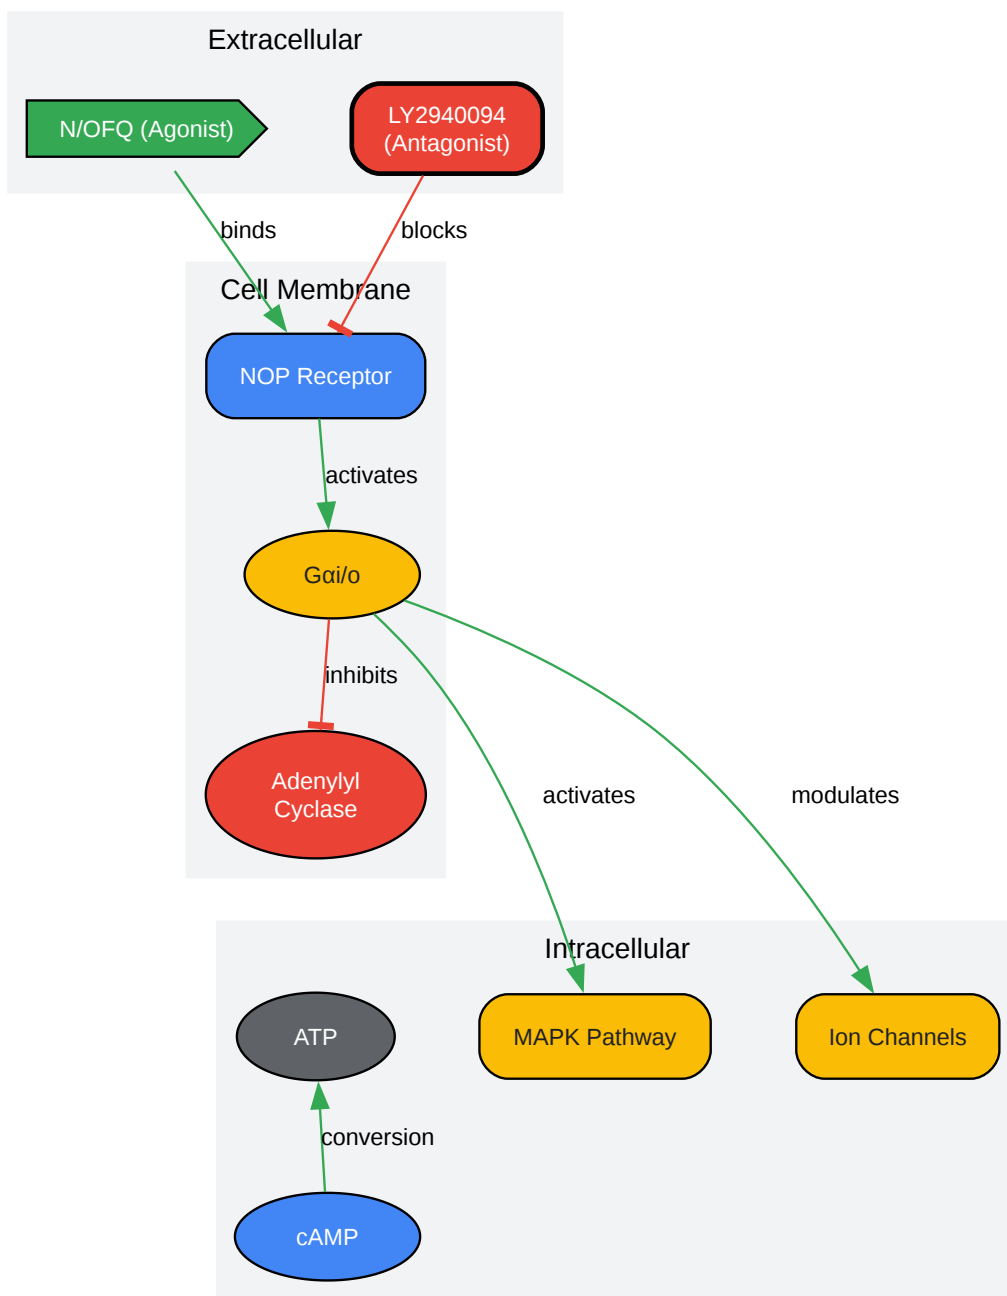 Extracellular
N/OFQ (Agonist)
LY2940094
(Antagonist)
binds
blocks
Cell Membrane
NOP Receptor
activates
Gαi/o
inhibits
Adenylyl
Cyclase
activates
modulates
Intracellular
ATP
MAPK Pathway
Ion Channels
conversion
cAMP